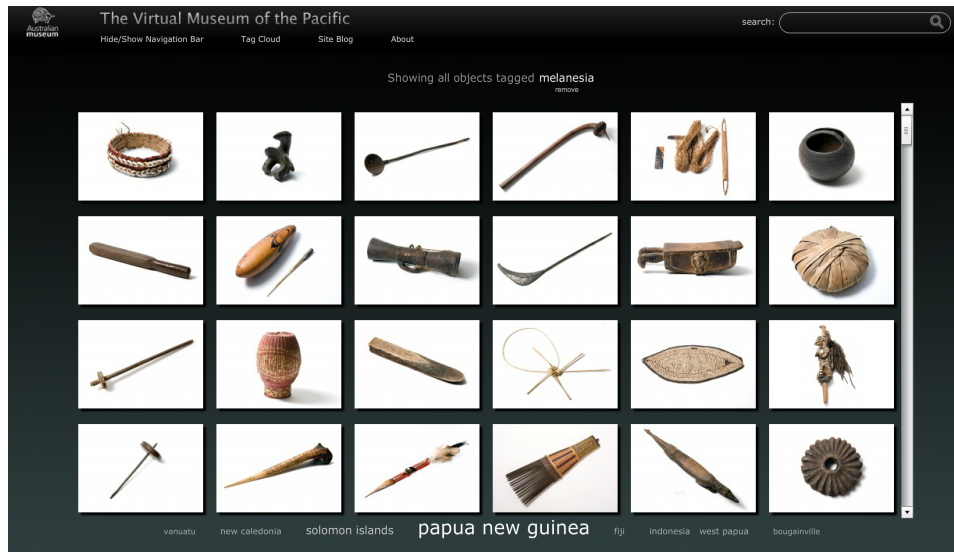 Australian
museum
The Virtual Museum of the Pacific
search:
Hide/Show Navigation Bar Tag Cloud Site Blog About
Showing all objects tagged melanesia
remove
vanuatu new caledonia solomon islands papua new guinea fiji indonesia west papua bougainville